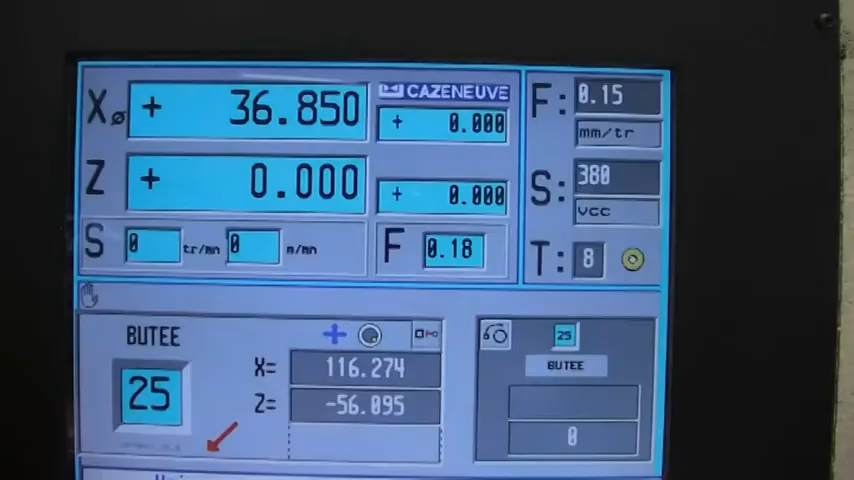 X ø + 36.850
CAZENEUVE
+ 0.000
F: 0.15
mm/tr
Z + 0.000
+ 0.000
S: 380
vcc
S 0 tr/mn 0 m/mn
F 0.18
T: 8
BUTEE
25
X= 116.274
Z= -56.095
25
BUTEE
0